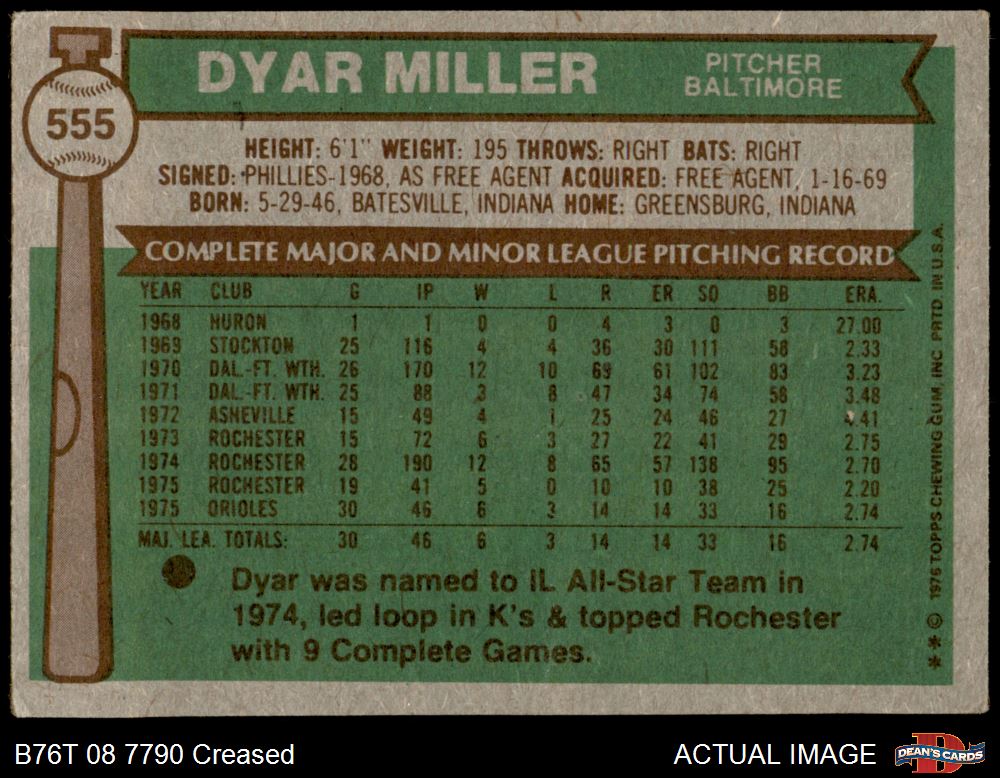 DYAR MILLER
PITCHER
BALTIMORE
555
HEIGHT: 6'1" WEIGHT: 195 THROWS: RIGHT BATS: RIGHT
SIGNED: PHILLIES-1968, AS FREE AGENT ACQUIRED: FREE AGENT, 1-16-69
BORN: 5-29-46, BATESVILLE, INDIANA HOME: GREENSBURG, INDIANA
COMPLETE MAJOR AND MINOR LEAGUE PITCHING RECORD
YEAR CLUB G IP W L R ER SO BB ERA.
1968 HURON 1 1 0 0 4 3 0 3 27.00
1969 STOCKTON 25 116 4 4 36 30 111 58 2.33
1970 DAL.-FT. WTH. 26 170 12 10 69 61 102 83 3.23
1971 DAL.-FT. WTH. 25 88 3 8 47 34 74 58 3.48
1972 ASHEVILLE 15 49 4 1 25 24 46 27 4.41
1973 ROCHESTER 15 72 6 3 27 22 41 29 2.75
1974 ROCHESTER 28 190 12 8 65 57 138 95 2.70
1975 ROCHESTER 19 41 5 0 10 10 38 25 2.20
1975 ORIOLES 30 46 6 3 14 14 33 16 2.74
MAJ. LEA. TOTALS: 30 46 6 3 14 14 33 16 2.74
Dyar was named to IL All-Star Team in
1974, led loop in K's & topped Rochester
with 9 Complete Games.
** © 1976 TOPPS CHEWING GUM, INC. PRTD. IN U.S.A.
B76T 08 7790 Creased
ACTUAL IMAGE
DEAN'S CARDS